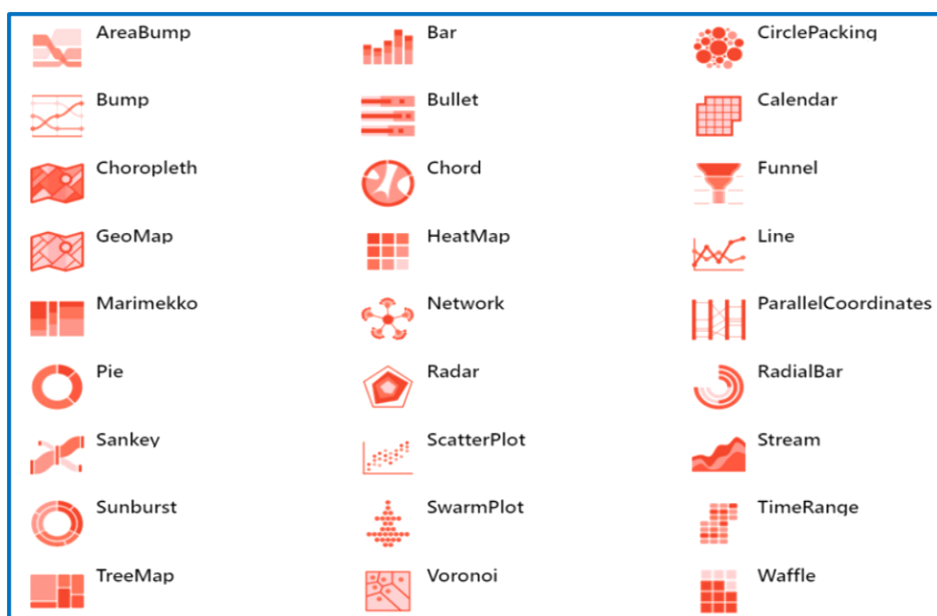 AreaBump
Bar
CirclePacking
Bump
Bullet
Calendar
Choropleth
Chord
Funnel
GeoMap
HeatMap
Line
Marimekko
Network
ParallelCoordinates
Pie
Radar
RadialBar
Sankey
ScatterPlot
Stream
Sunburst
SwarmPlot
TimeRange
TreeMap
Voronoi
Waffle